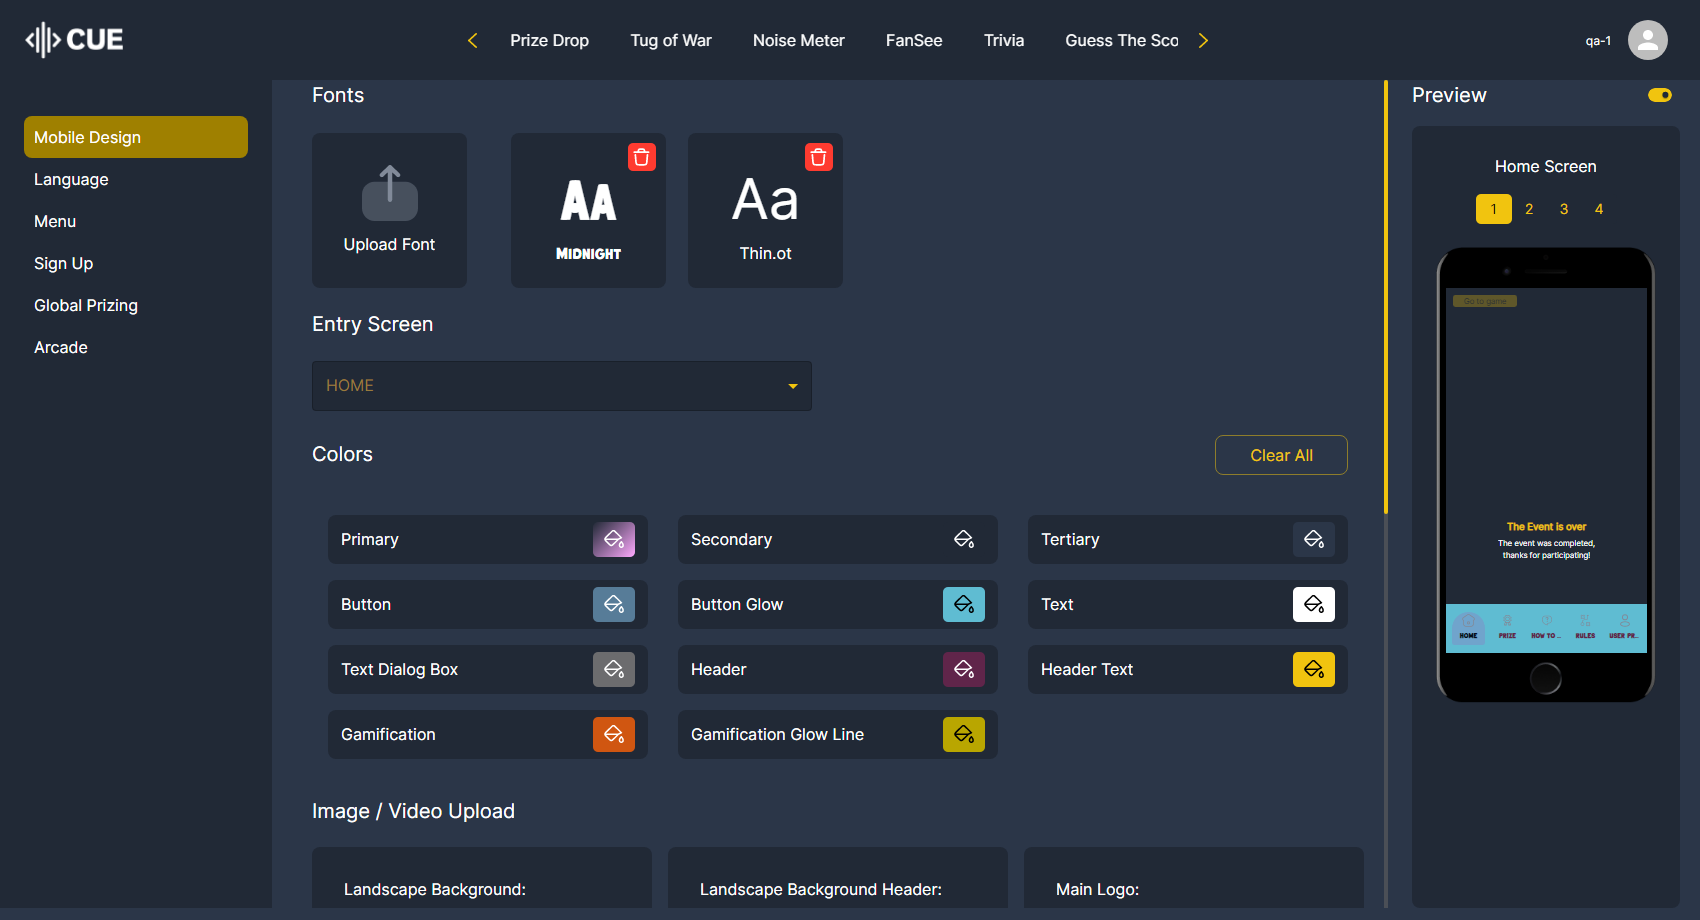 CUE
Prize Drop
Tug of War
Noise Meter
FanSee
Trivia
Guess The Sco
qa-1
Mobile Design
Language
Menu
Sign Up
Global Prizing
Arcade
Fonts
Upload Font
AA
MIDNIGHT
Aa
Thin.ot
Entry Screen
HOME
Colors
Clear All
Primary
Secondary
Tertiary
Button
Button Glow
Text
Text Dialog Box
Header
Header Text
Gamification
Gamification Glow Line
Image / Video Upload
Landscape Background:
Landscape Background Header:
Main Logo:
Preview
Home Screen
1 2 3 4
Go to game
The Event is over
The event was completed,
thanks for participating!
HOME
PRIZE
HOW TO ..
RULES
USER PR..